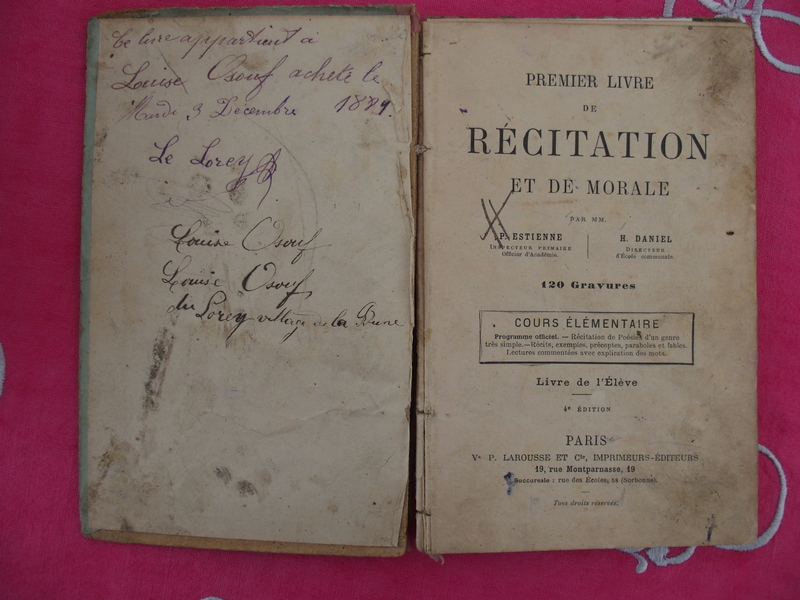 Ce livre appartient à
Louise Osouf acheté le
Mardi 3 Décembre 1889.
Le Lorey
Louise Osouf
Louise Osouf
du Lorey village de la
PREMIER LIVRE
DE
RÉCITATION
ET DE MORALE
PAR MM.
P. ESTIENNE
INSPECTEUR PRIMAIRE
Officier d'Académie.
H. DANIEL
DIRECTEUR
d'École communale.
120 Gravures
COURS ÉLÉMENTAIRE
Programme officiel. — Récitation de Poésies d'un genre
très simple.—Récits, exemples, préceptes, paraboles et fables.
Lectures commentées avec explication des mots.
Livre de l'Élève
4e ÉDITION
PARIS
Ve P. LAROUSSE ET Cie, IMPRIMEURS-ÉDITEURS
19, rue Montparnasse, 19
Succursale : rue des Écoles, 58 (Sorbonne).
Tous droits réservés.